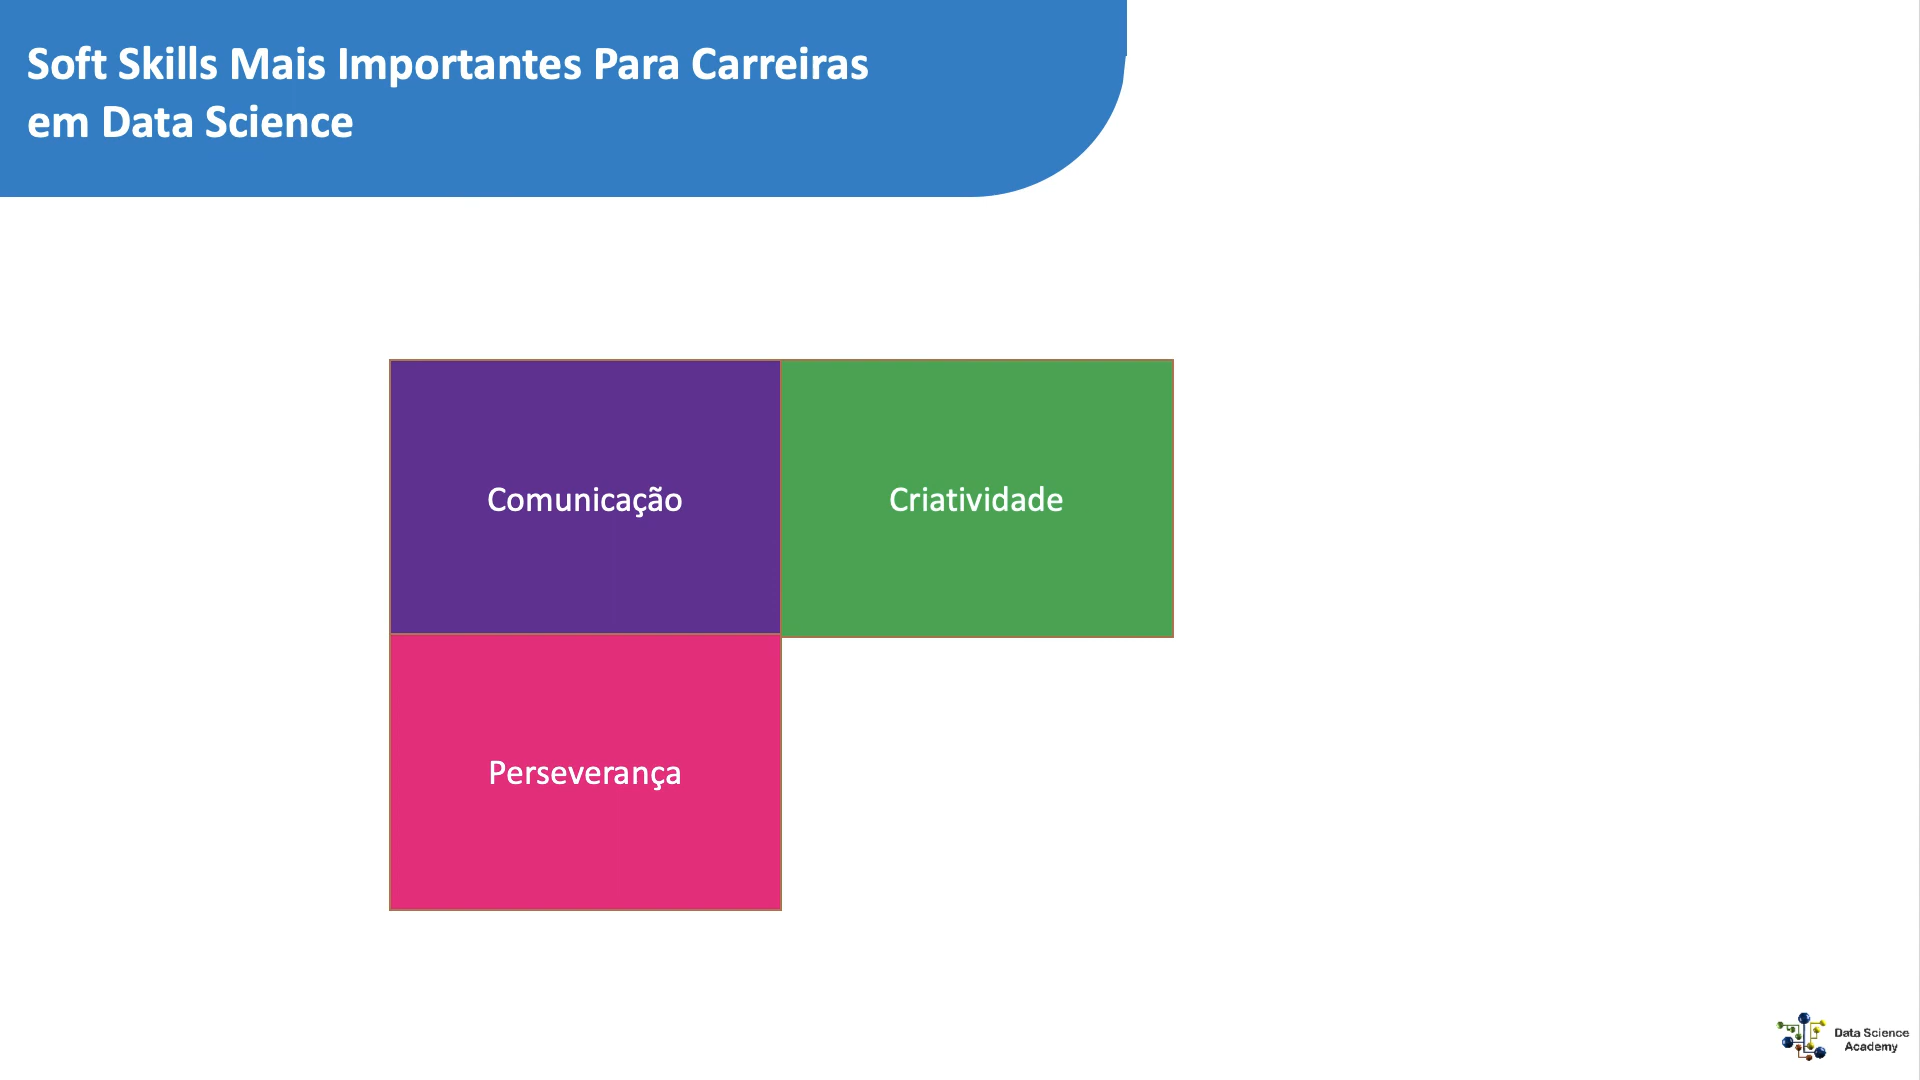 Soft Skills Mais Importantes Para Carreiras
em Data Science
Comunicação
Criatividade
Perseverança
Data Science
Academy